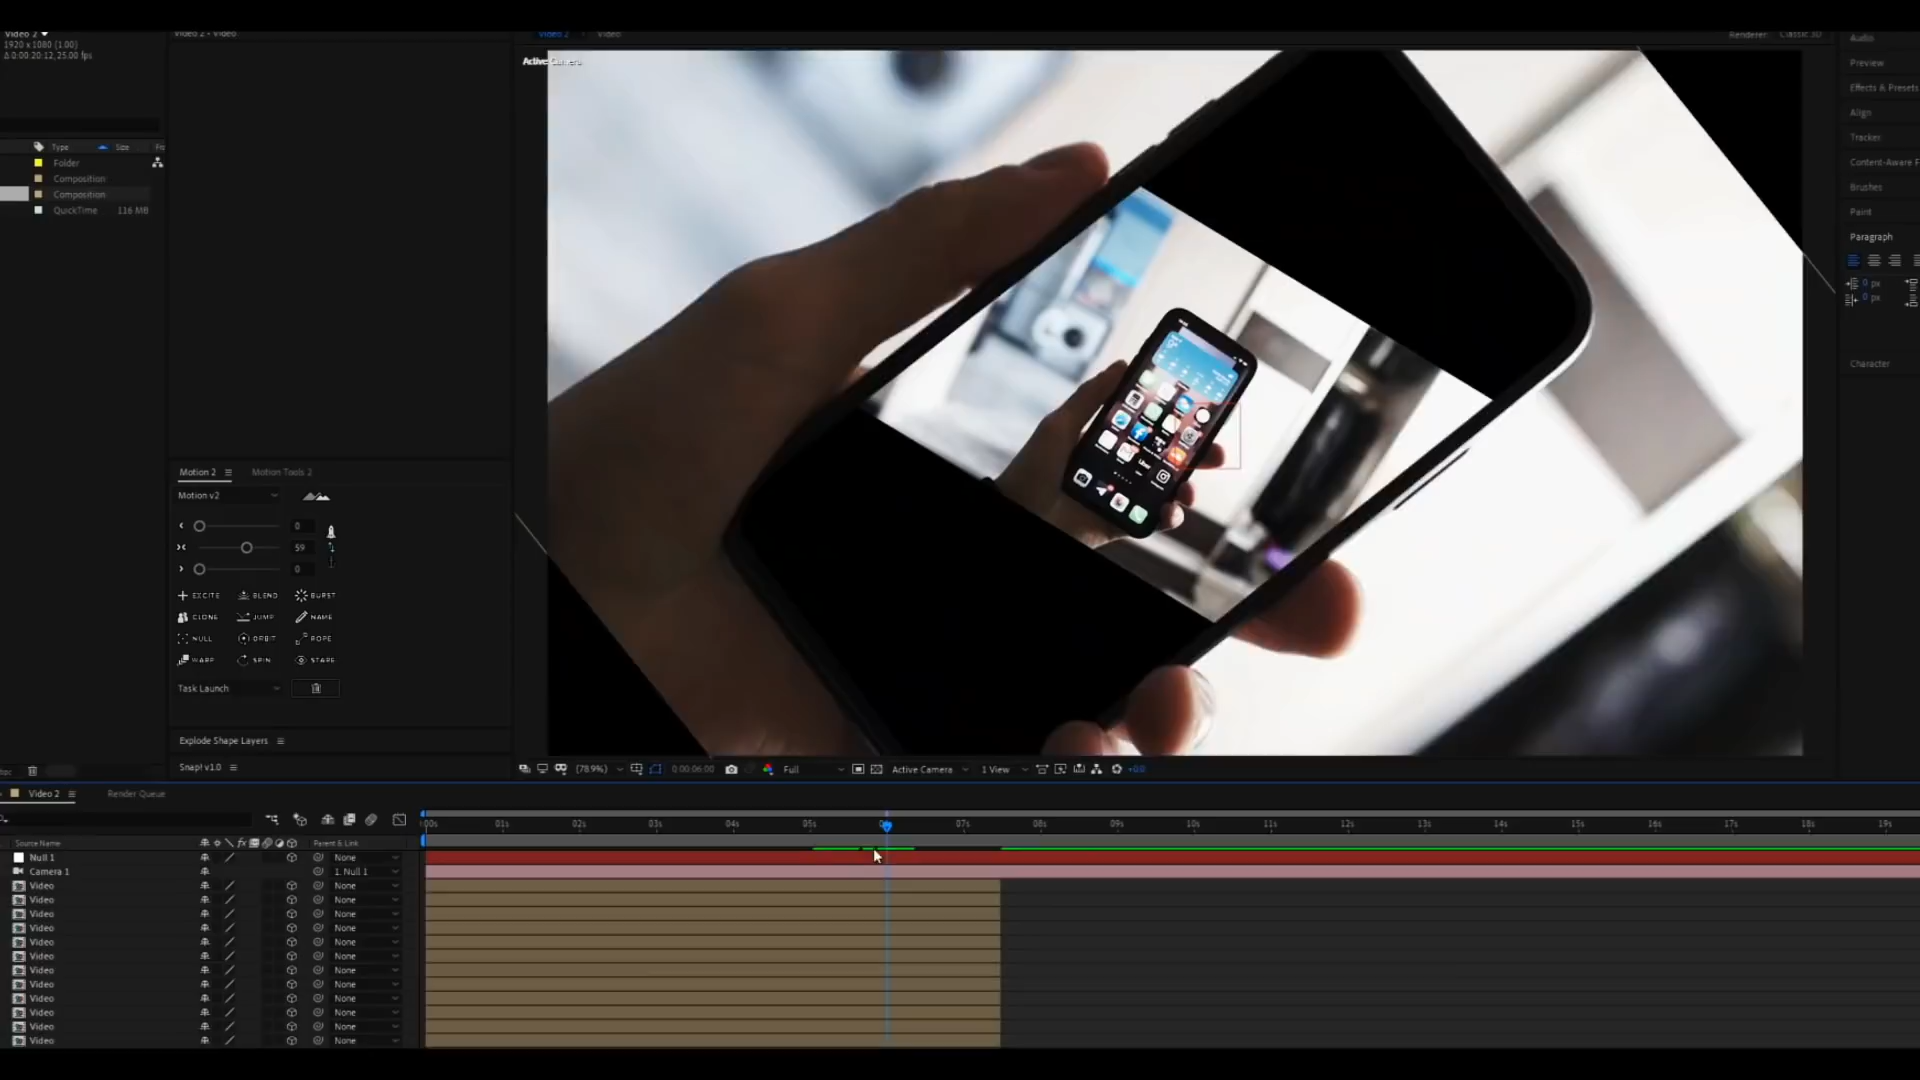 Video 2
1920 x 1080 (1.00)
Δ 0:00:20:12, 25.00 fps
Video 2 - Video
Video 2
Video
Renderer:
Classic 3D
Active Camera
Audio
Preview
Effects & Presets
Align
Tracker
Content-Aware F
Brushes
Paint
Paragraph
0 px
0 px
Character
Type
Size
Folder
Composition
Composition
QuickTime
116 MB
Motion 2
Motion Tools 2
Motion v2
0
59
0
EXCITE
BLEND
BURST
CLONE
JUMP
NAME
NULL
ORBIT
ROPE
WARP
SPIN
STARE
Task Launch
Explode Shape Layers
Snap! v1.0
(78.9%)
0:00:06:00
Full
Active Camera
1 View
+0.0
Video 2
Render Queue
:00s
01s
02s
03s
04s
05s
07s
08s
09s
10s
11s
12s
13s
14s
15s
16s
17s
18s
19s
Source Name
Parent & Link
Null 1
None
Camera 1
1. Null 1
Video
None
Video
None
Video
None
Video
None
Video
None
Video
None
Video
None
Video
None
Video
None
Video
None
Video
None
Video
None